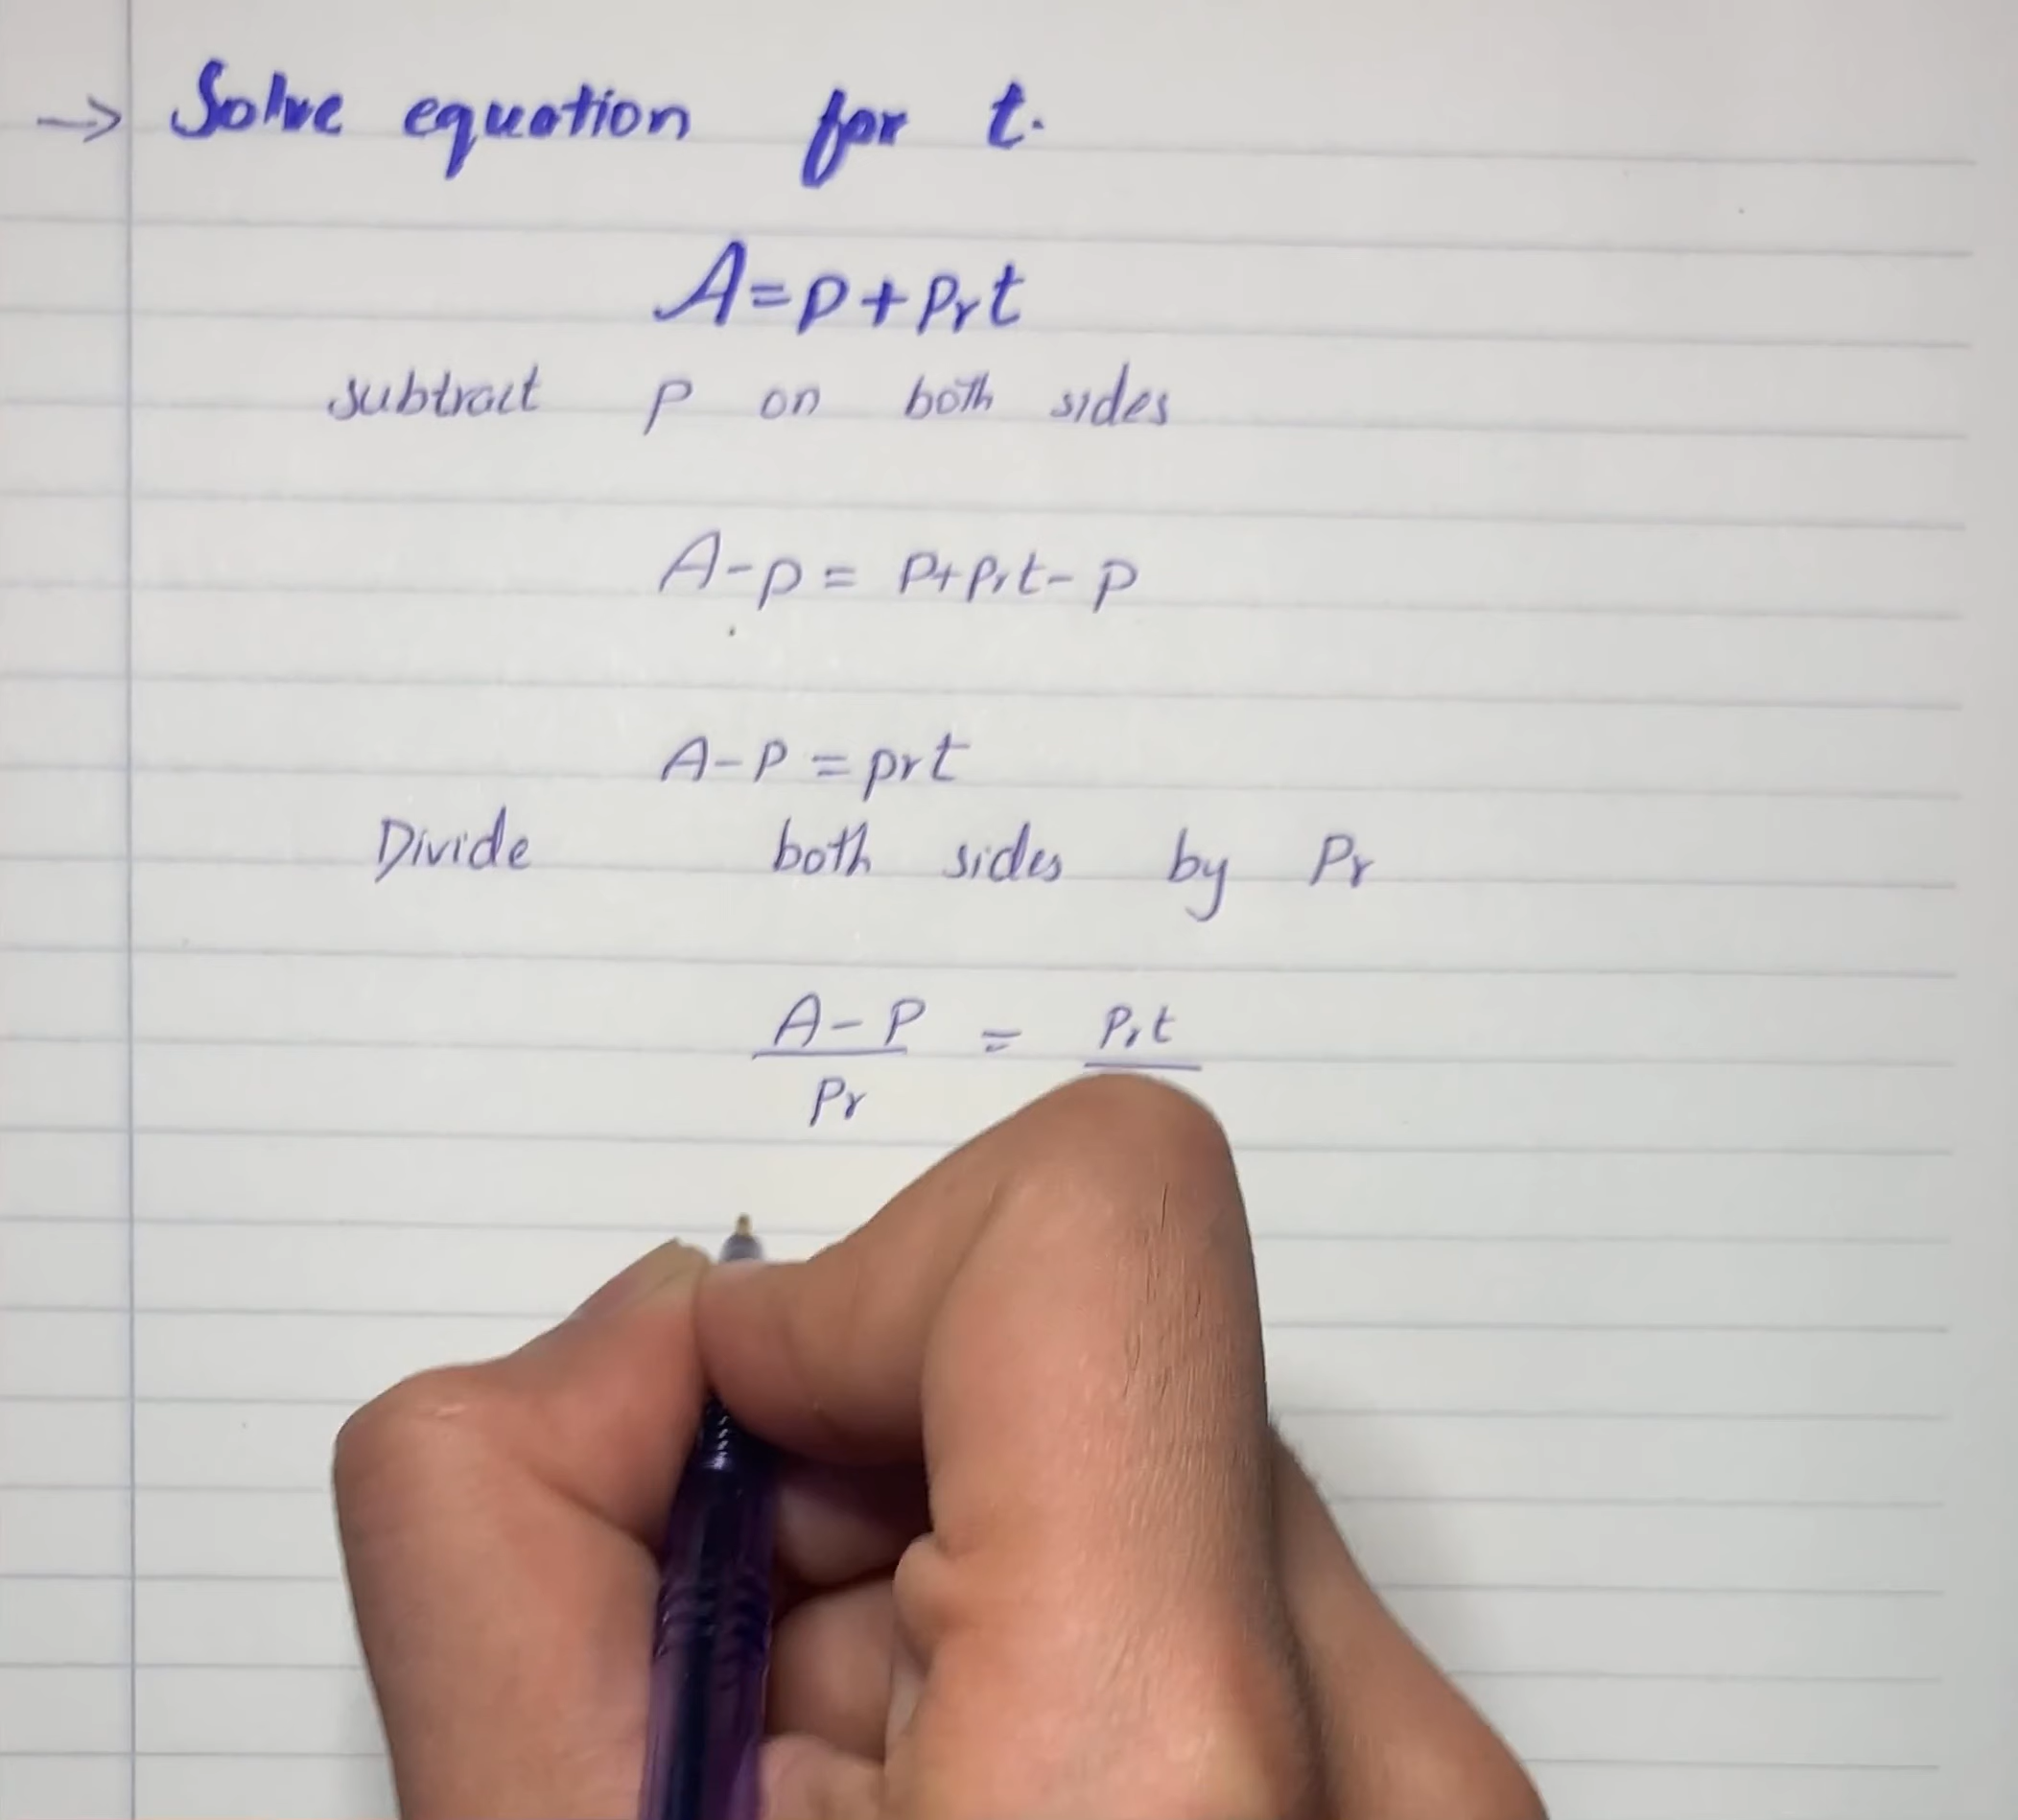 → Solve equation for t.
A=p+prt
subtract p on both sides
A-p= p+prt-p
A-P=prt
Divide both sides by Pr
A-P = Prt
Pr